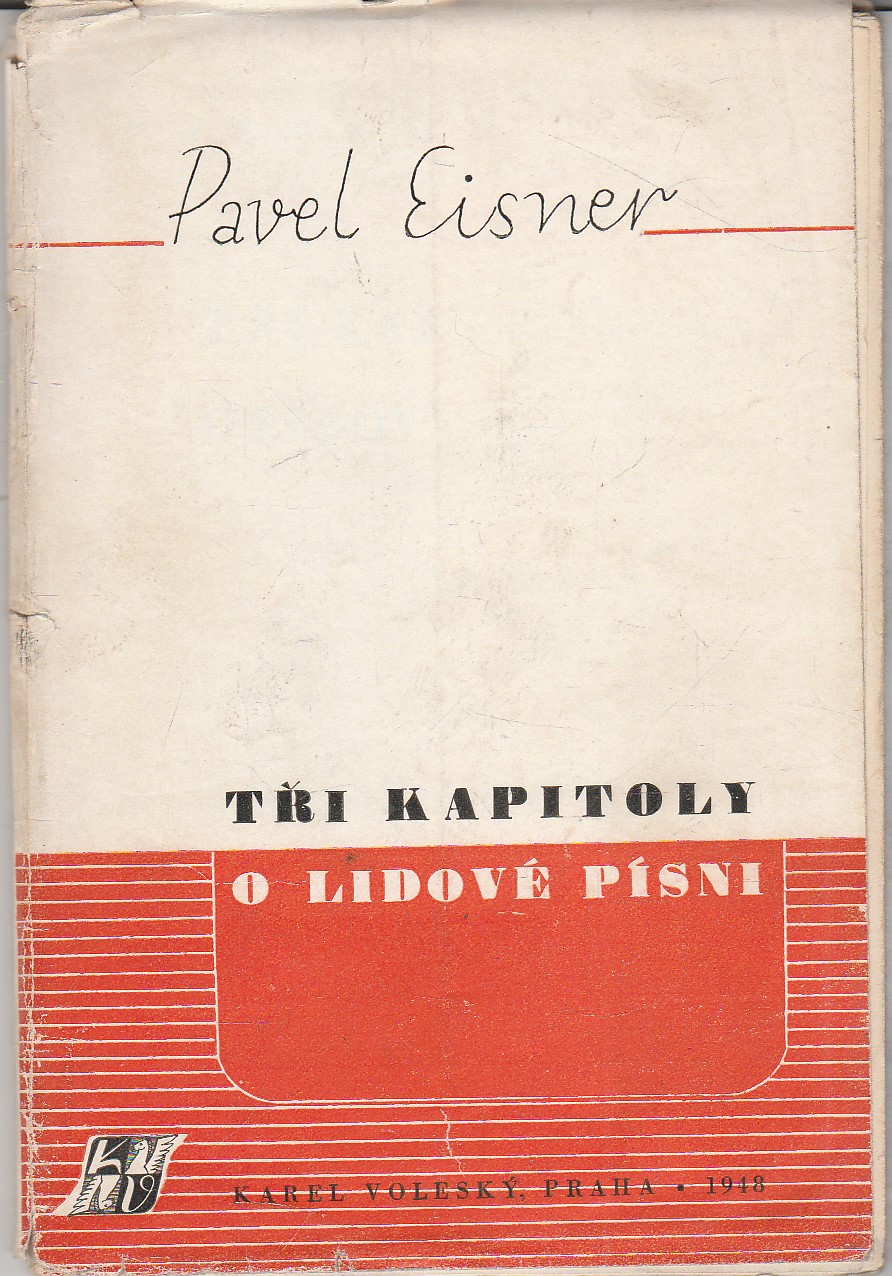 Pavel Eisner
TŘI KAPITOLY
O LIDOVÉ PÍSNI
KAREL VOLESKÝ, PRAHA • 1948